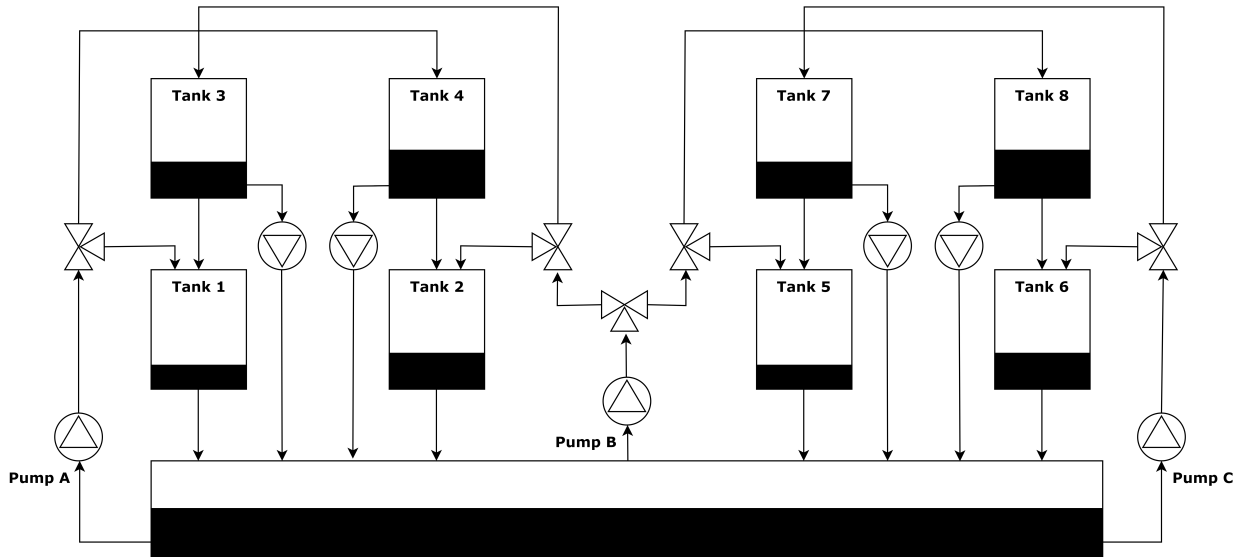 Tank 3
Tank 4
Tank 7
Tank 8
Tank 1
Tank 2
Tank 5
Tank 6
Pump B
Pump A
Pump C